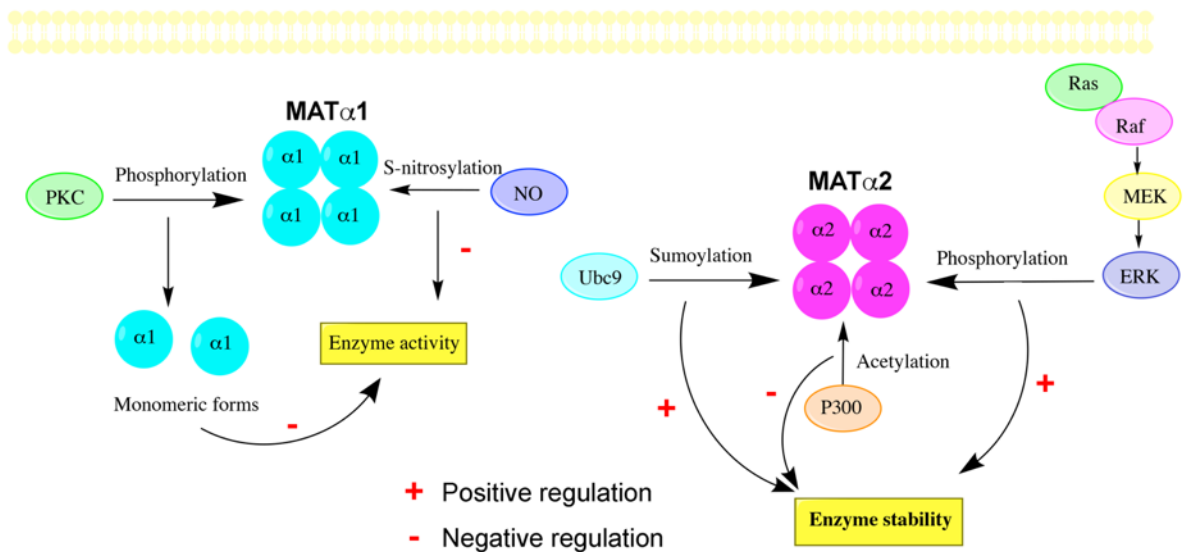 MATα1
α1 α1
α1 α1
Phosphorylation
PKC
S-nitrosylation
NO
-
α1 α1
Monomeric forms
-
Enzyme activity
Ras
Raf
MEK
ERK
MATα2
α2 α2
α2 α2
Sumoylation
Ubc9
Phosphorylation
Acetylation
P300
+
-
+
Enzyme stability
+ Positive regulation
- Negative regulation